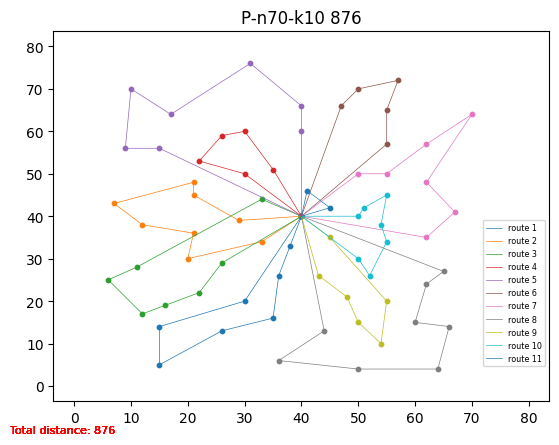 P-n70-k10 876
80
70
60
50
40
30
20
10
0
0 10 20 30 40 50 60 70 80
route 1
route 2
route 3
route 4
route 5
route 6
route 7
route 8
route 9
route 10
route 11
Total distance: 876